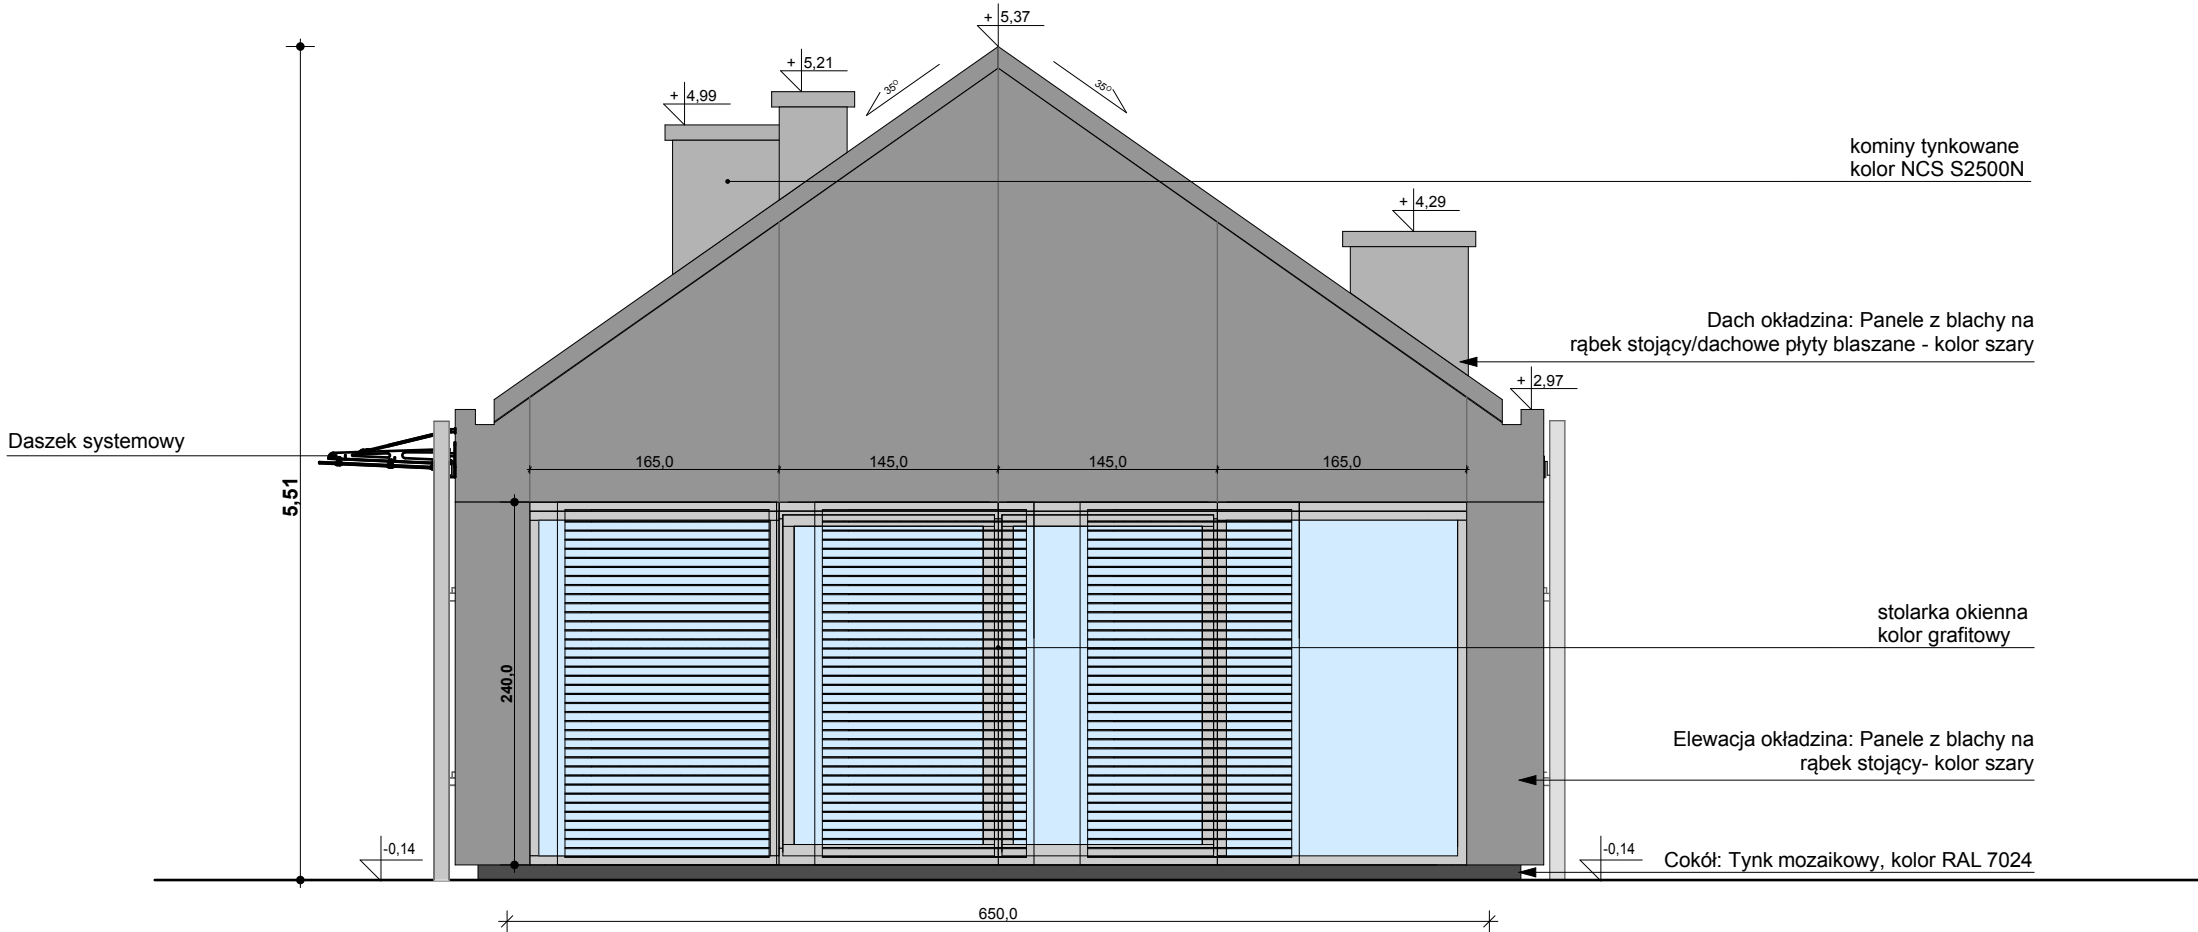 + 5,37
+ 5,21
+ 4,99
35°
35°
kominy tynkowane
kolor NCS S2500N
+ 4,29
Dach okładzina: Panele z blachy na
rąbek stojący/dachowe płyty blaszane - kolor szary
+ 2,97
Daszek systemowy
165,0
145,0
145,0
165,0
5,51
240,0
stolarka okienna
kolor grafitowy
Elewacja okładzina: Panele z blachy na
rąbek stojący- kolor szary
-0,14
-0,14
Cokół: Tynk mozaikowy, kolor RAL 7024
650,0